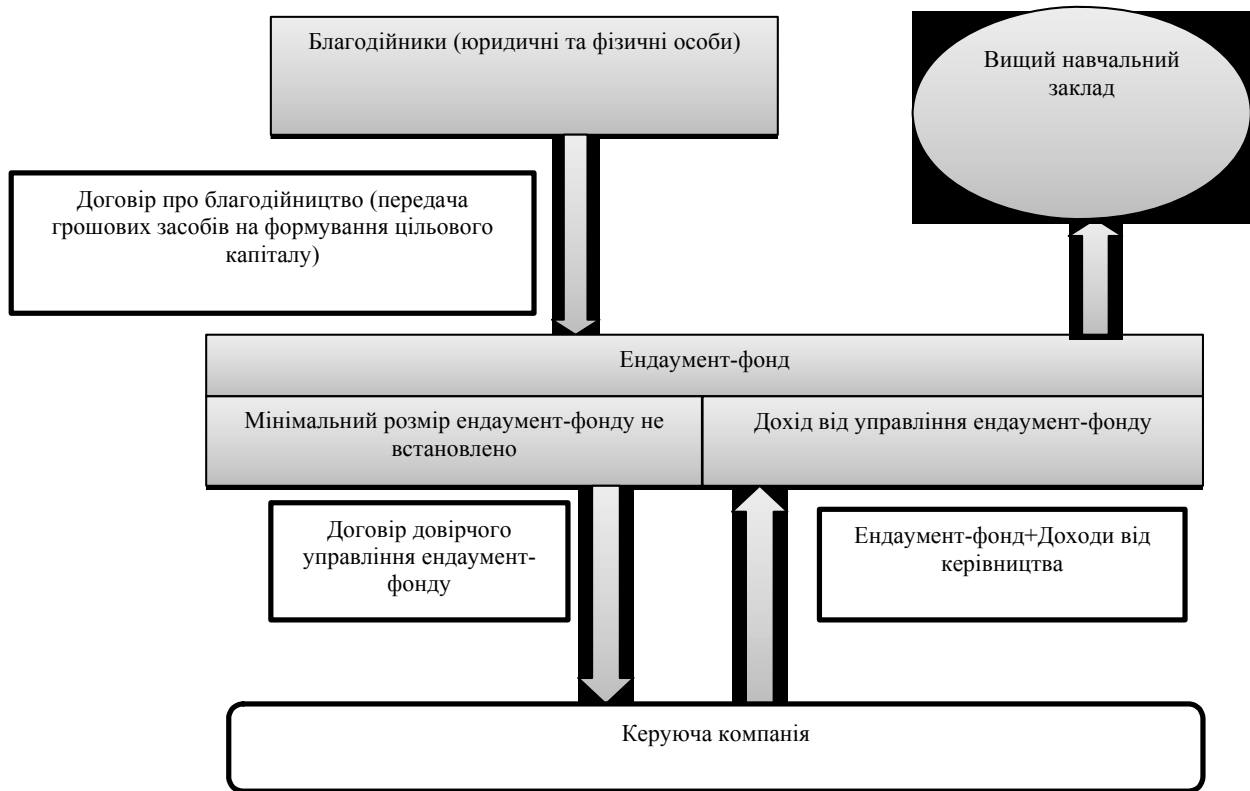 Благодійники (юридичні та фізичні особи)
Вищий навчальний
заклад
Договір про благодійництво (передача
грошових засобів на формування цільового
капіталу)
Ендаумент-фонд
Мінімальний розмір ендаумент-фонду не
встановлено
Дохід від управління ендаумент-фонду
Договір довірчого
управління ендаумент-
фонду
Ендаумент-фонд+Доходи від
керівництва
Керуюча компанія